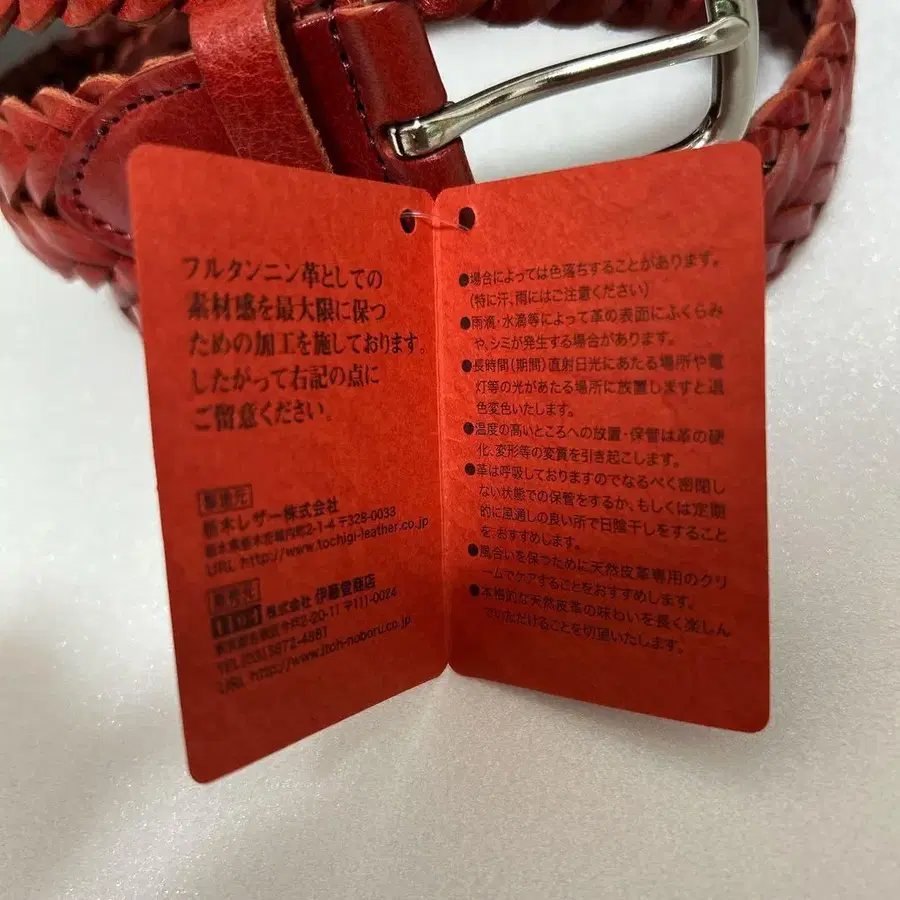 フルタンニン革としての
素材感を最大限に保つ
ための加工を施しております。
したがって右記の点に
ご留意ください。
栃木レザー株式会社
栃木県栃木市城内町2-1-4 〒328-0033
URL http://www.tochigi-leather.co.jp
株式会社 伊藤登商店
東京都台東区今戸2-20-11 〒111-0024
TEL(03)3872-4881
URL http://www.itoh-noboru.co.jp
●場合によっては色落ちすることがあります。
(特に汗、雨にはご注意ください)
●雨滴・水滴等によって革の表面にふくらみ
や、シミが発生する場合があります。
●長時間(期間)直射日光にあたる場所や電
灯等の光があたる場所に放置しますと退
色変色いたします。
●温度の高いところへの放置・保管は革の硬
化、変形等の変質を引き起こします。
●革は呼吸しておりますのでなるべく密閉し
ない状態での保管をするか、もしくは定期
的に風通しの良い所で日陰干しをすること
を、おすすめします。
●風合いを保つために天然皮革専用のクリ
ームでケアすることをおすすめします。
●本格的な天然皮革の味わいを長く楽しん
でいただけることを切望いたします。